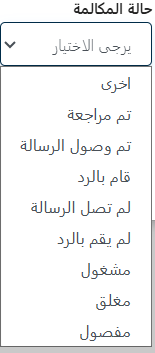 حالة المكالمة
يرجى الاختيار
اخرى
تم مراجعة
تم وصول الرسالة
قام بالرد
لم تصل الرسالة
لم يقم بالرد
مشغول
مغلق
مفصول